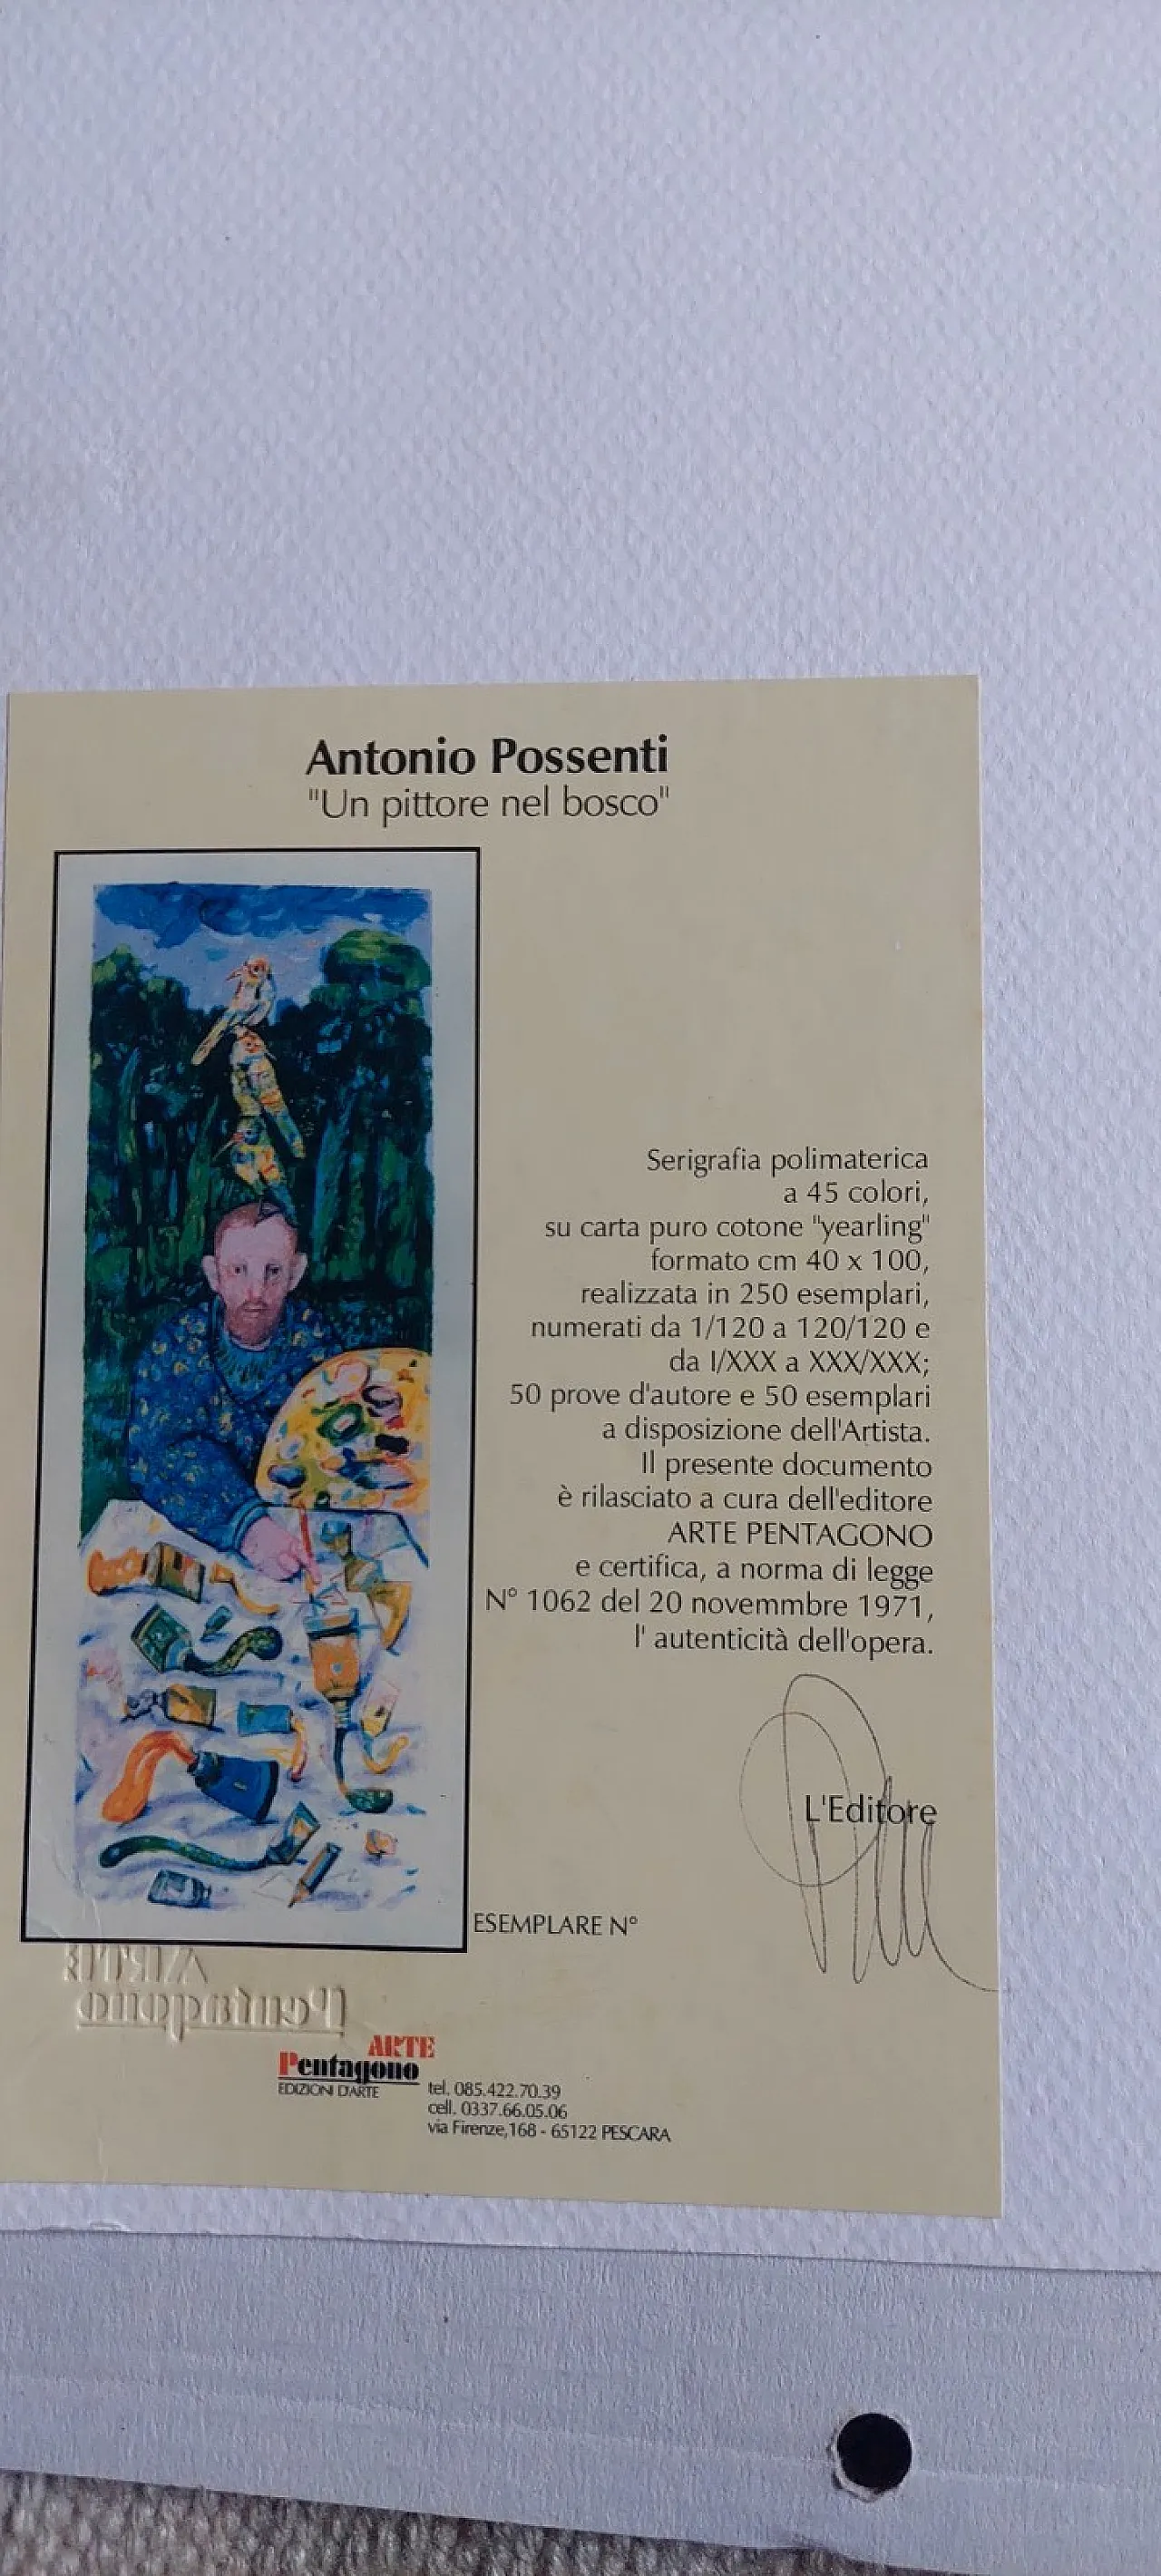 Antonio Possenti
"Un pittore nel bosco"
Serigrafia polimaterica
a 45 colori,
su carta puro cotone "yearling"
formato cm 40 x 100,
realizzata in 250 esemplari,
numerati da 1/120 a 120/120 e
da I/XXX a XXX/XXX;
50 prove d'autore e 50 esemplari
a disposizione dell'Artista.
Il presente documento
è rilasciato a cura dell'editore
ARTE PENTAGONO
e certifica, a norma di legge
N° 1062 del 20 novemmbre 1971,
l' autenticità dell'opera.
L'Editore
ESEMPLARE N°
ARTE
Pentagono
ARTE
Pentagono
EDIZIONI D'ARTE
tel. 085.422.70.39
cell. 0337.66.05.06
via Firenze,168 - 65122 PESCARA